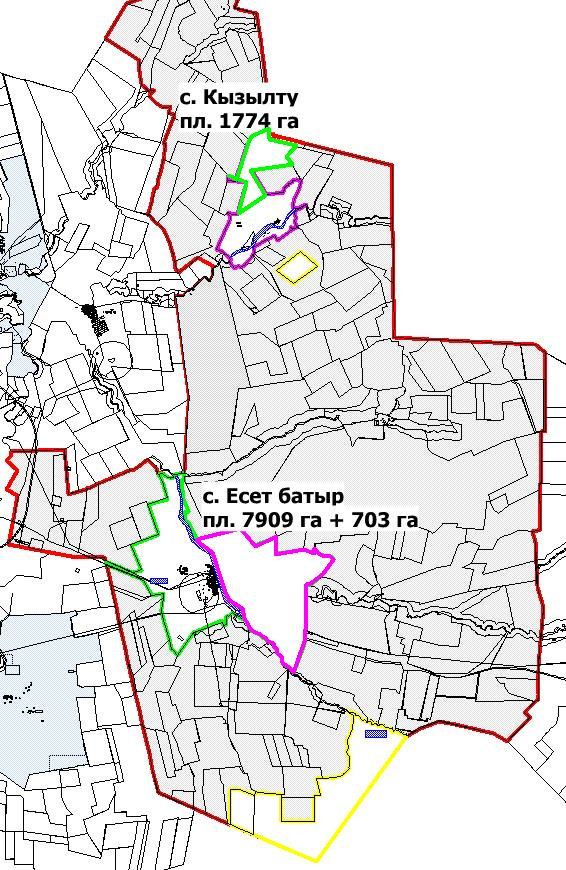 с. Кызылту
пл. 1774 га
с. Есет батыр
пл. 7909 га + 703 га